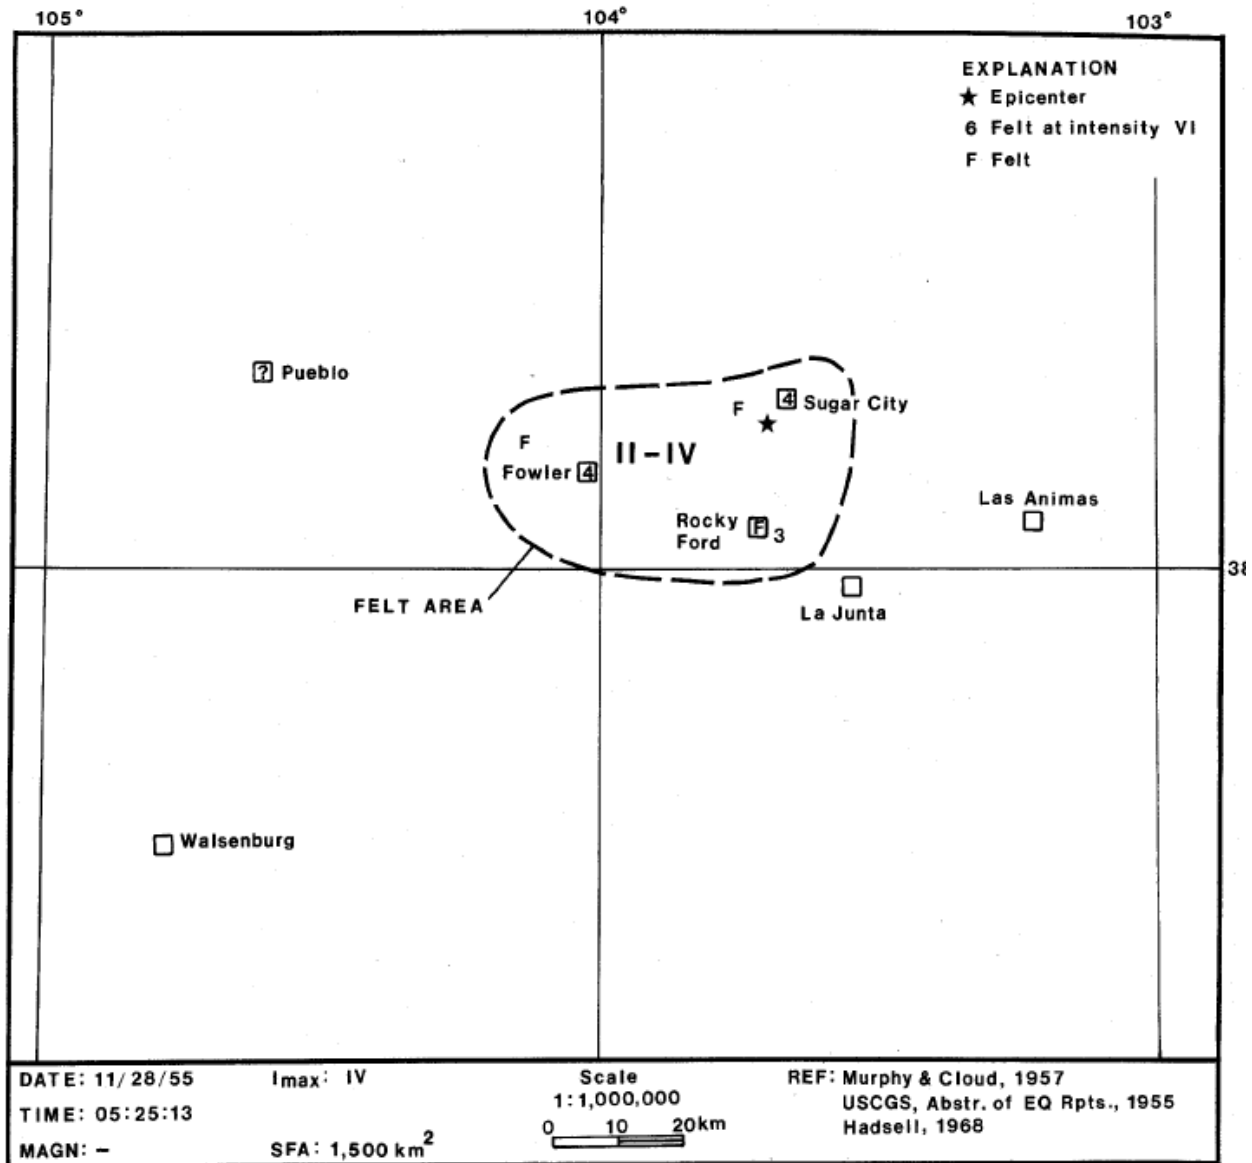 105° 104° 103°
EXPLANATION
★ Epicenter
6 Felt at intensity VI
F Felt
? Pueblo
F 4 Sugar City
F II-IV
Fowler 4
Las Animas
Rocky F 3
Ford
38
FELT AREA
La Junta
Walsenburg
DATE: 11/28/55 Imax: IV Scale REF: Murphy & Cloud, 1957
1:1,000,000 USCGS, Abstr. of EQ Rpts., 1955
TIME: 05:25:13 0 10 20km Hadsell, 1968
MAGN: – SFA: 1,500 km²